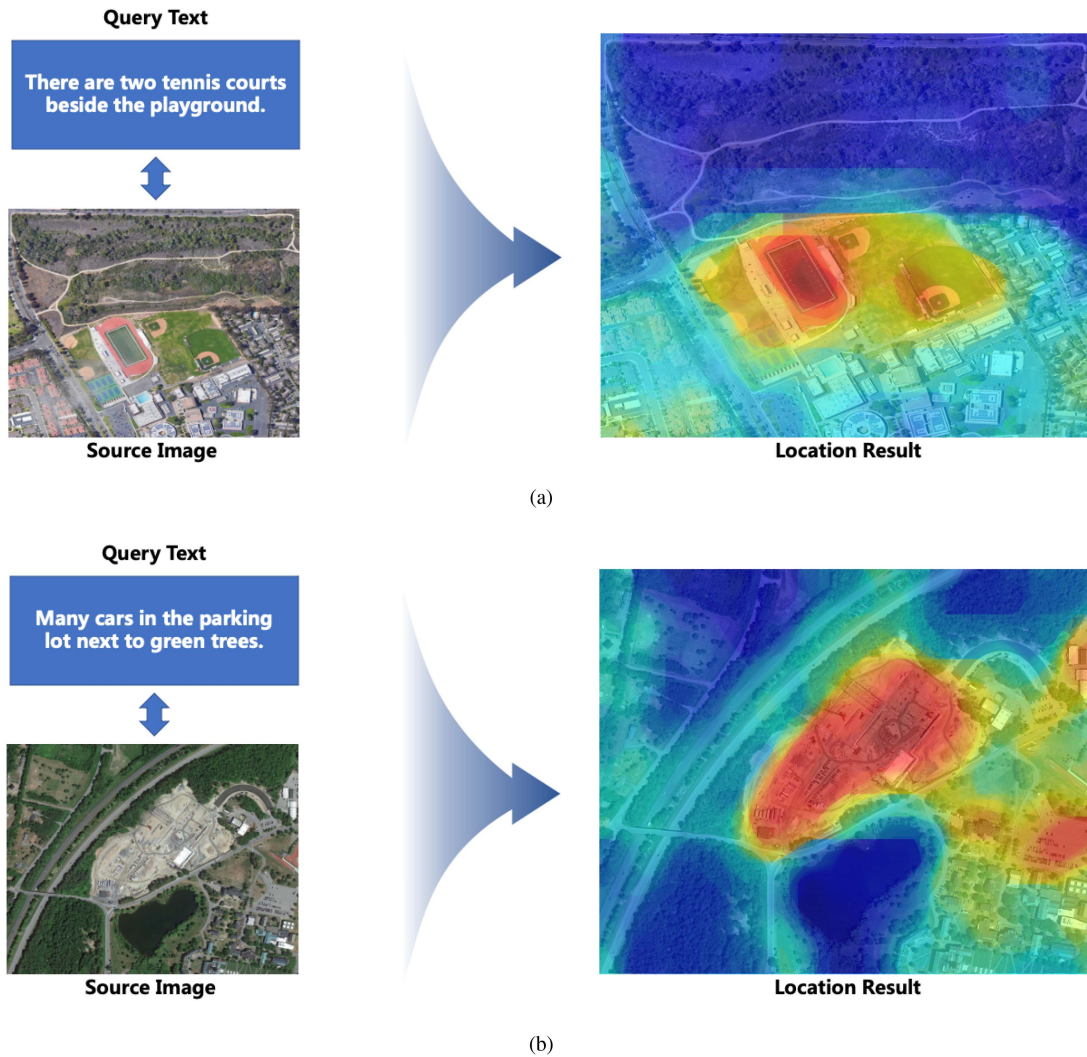 Query Text
There are two tennis courts
beside the playground.
Source Image
Location Result
(a)
Query Text
Many cars in the parking
lot next to green trees.
Source Image
Location Result
(b)